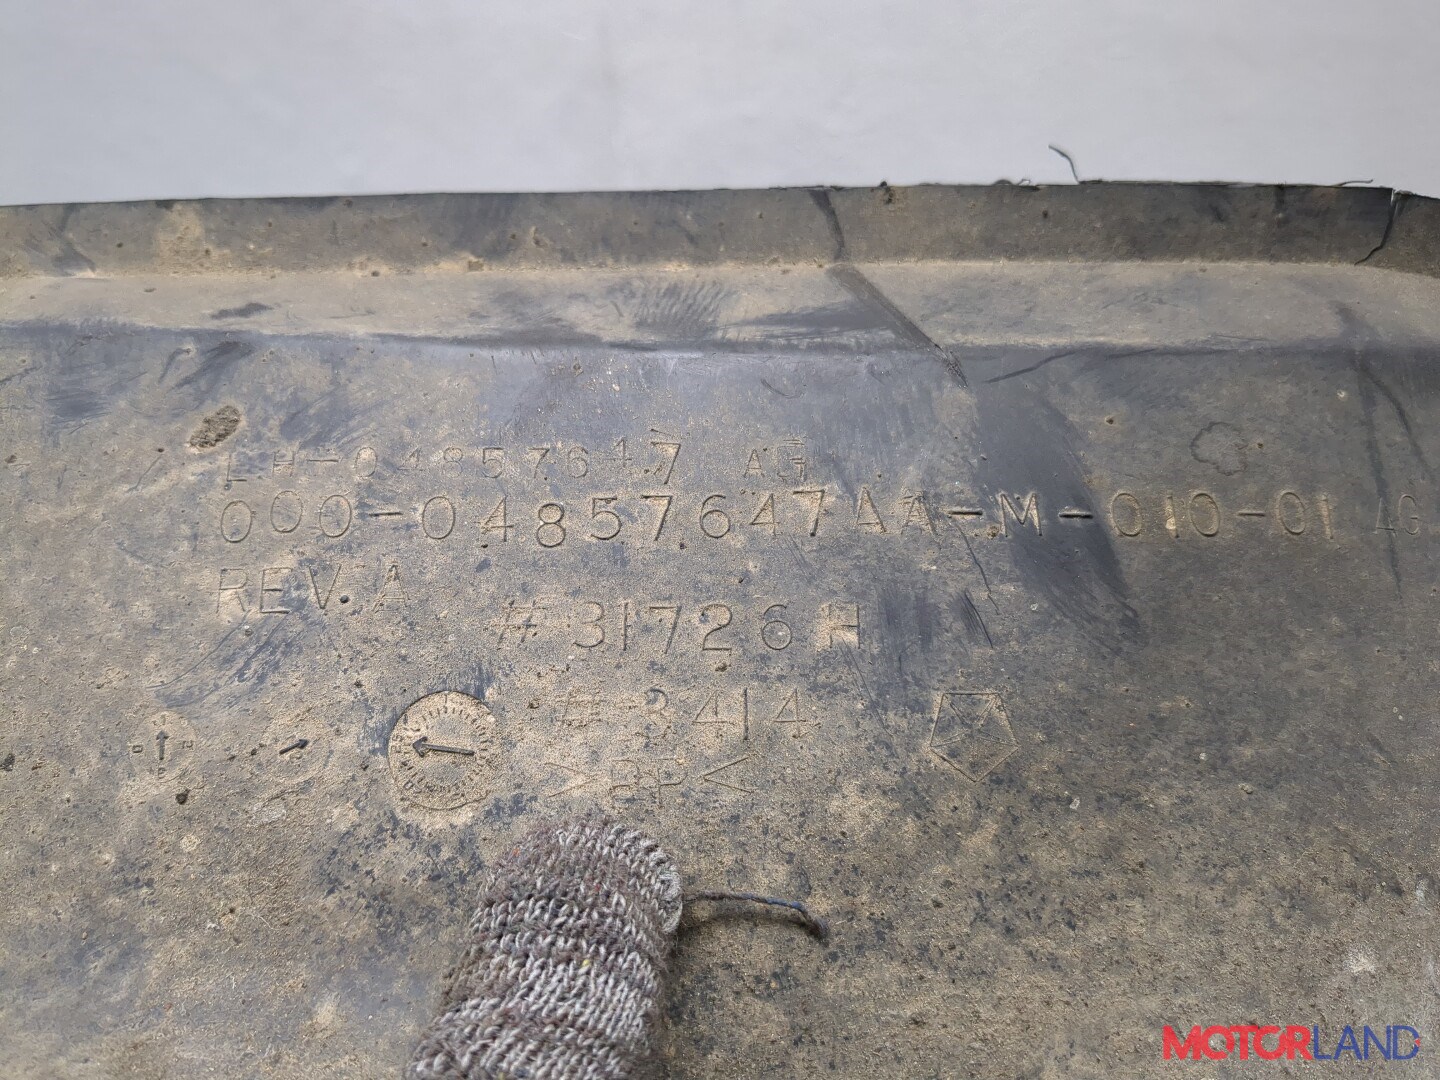 LH-04857647 AG
000-04857647AA-M-010-01 AG
REV.A
#31726H
#3414
>PP<
MOTORLAND